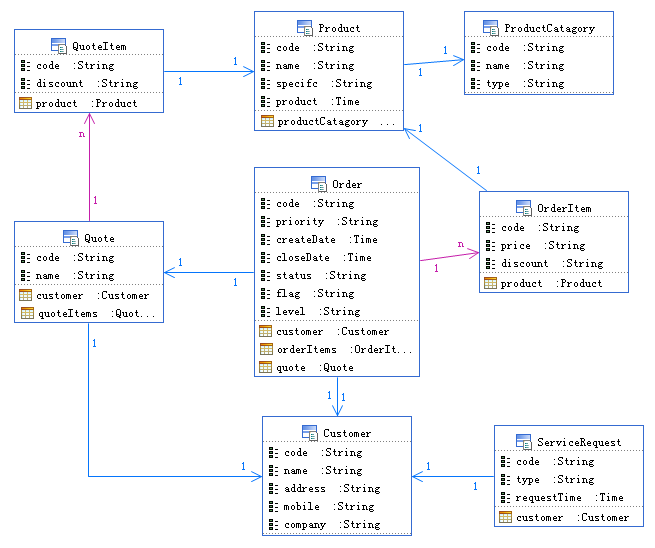 QuoteItem
code :String
discount :String
product :Product
Product
code :String
name :String
specifc :String
product :Time
productCatagory ...
ProductCatagory
code :String
name :String
type :String
1
1
1
1
n
1
1
1
Quote
code :String
name :String
customer :Customer
quoteItems :Quot...
Order
code :String
priority :String
createDate :Time
closeDate :Time
status :String
flag :String
level :String
customer :Customer
orderItems :OrderIt...
quote :Quote
OrderItem
code :String
price :String
discount :String
product :Product
1
1
n
1
1
1
1
1
Customer
code :String
name :String
address :String
mobile :String
company :String
1
1
ServiceRequest
code :String
type :String
requestTime :Time
customer :Customer